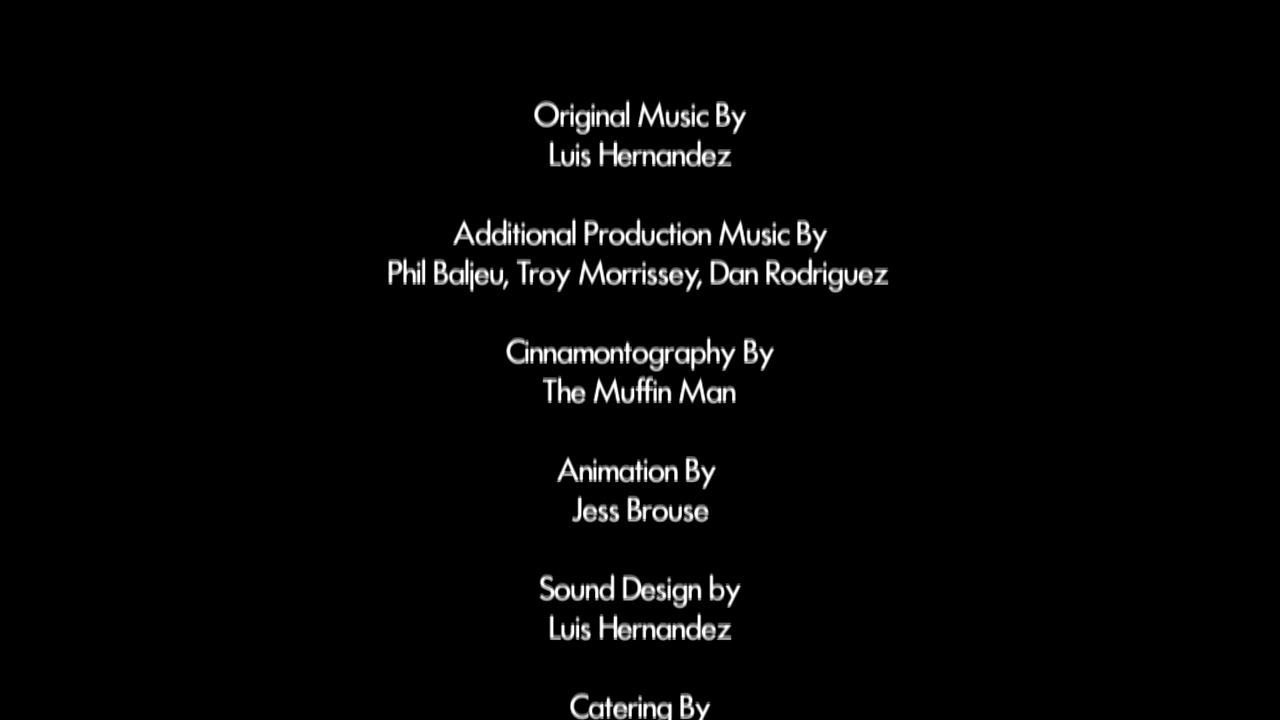 Original Music By
Luis Hernandez
Additional Production Music By
Phil Baljeu, Troy Morrissey, Dan Rodriguez
Cinnamontography By
The Muffin Man
Animation By
Jess Brouse
Sound Design by
Luis Hernandez
Catering By